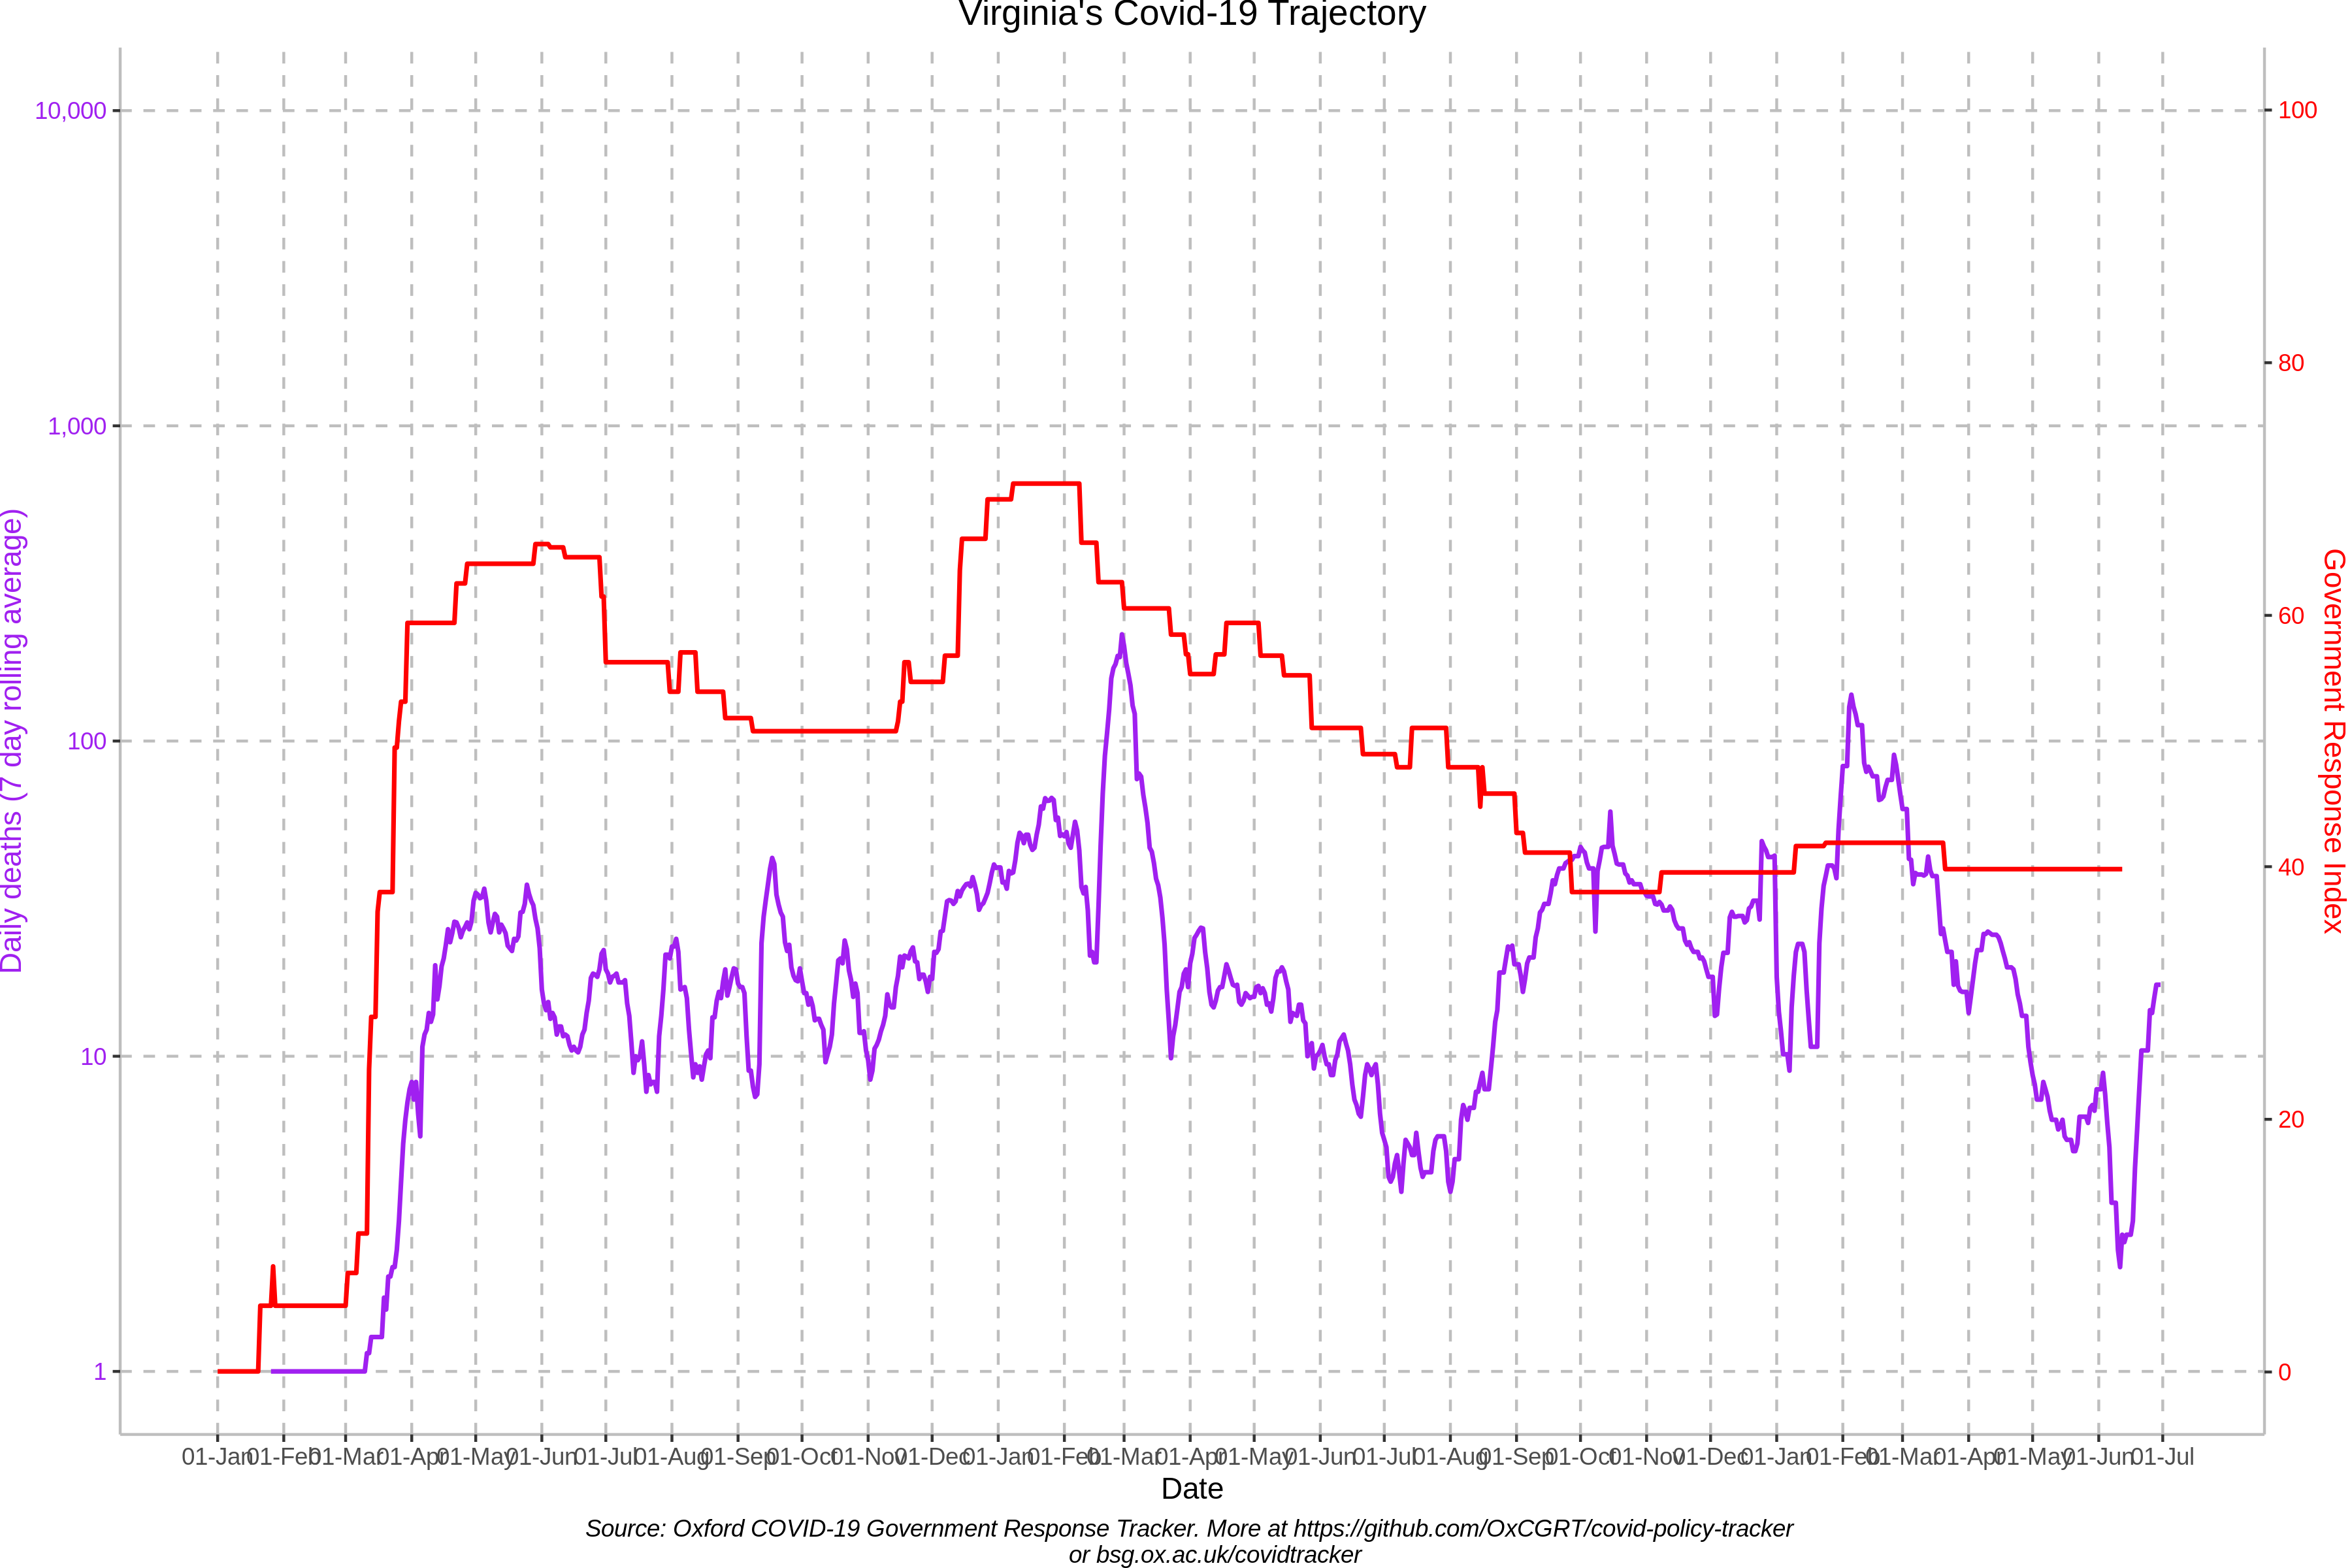 Virginia's Covid-19 Trajectory
10,000
1,000
100
10
1
Daily deaths (7 day rolling average)
100
80
60
40
20
0
Government Response Index
01-Jan 01-Feb 01-Mar 01-Apr 01-May 01-Jun 01-Jul 01-Aug 01-Sep 01-Oct 01-Nov 01-Dec 01-Jan 01-Feb 01-Mar 01-Apr 01-May 01-Jun 01-Jul 01-Aug 01-Sep 01-Oct 01-Nov 01-Dec 01-Jan 01-Feb 01-Mar 01-Apr 01-May 01-Jun 01-Jul
Date
Source: Oxford COVID-19 Government Response Tracker. More at https://github.com/OxCGRT/covid-policy-tracker
or bsg.ox.ac.uk/covidtracker